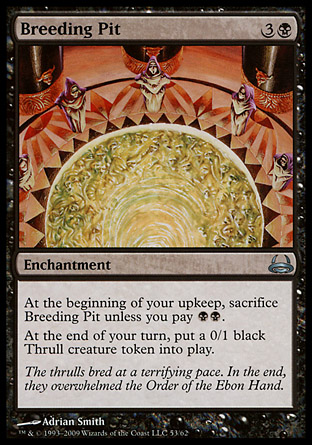 Breeding Pit 3
Enchantment
At the beginning of your upkeep, sacrifice
Breeding Pit unless you pay .
At the end of your turn, put a 0/1 black
Thrull creature token into play.
The thrulls bred at a terrifying pace. In the end,
they overwhelmed the Order of the Ebon Hand.
Adrian Smith
™ & © 1993–2009 Wizards of the Coast LLC 53/62